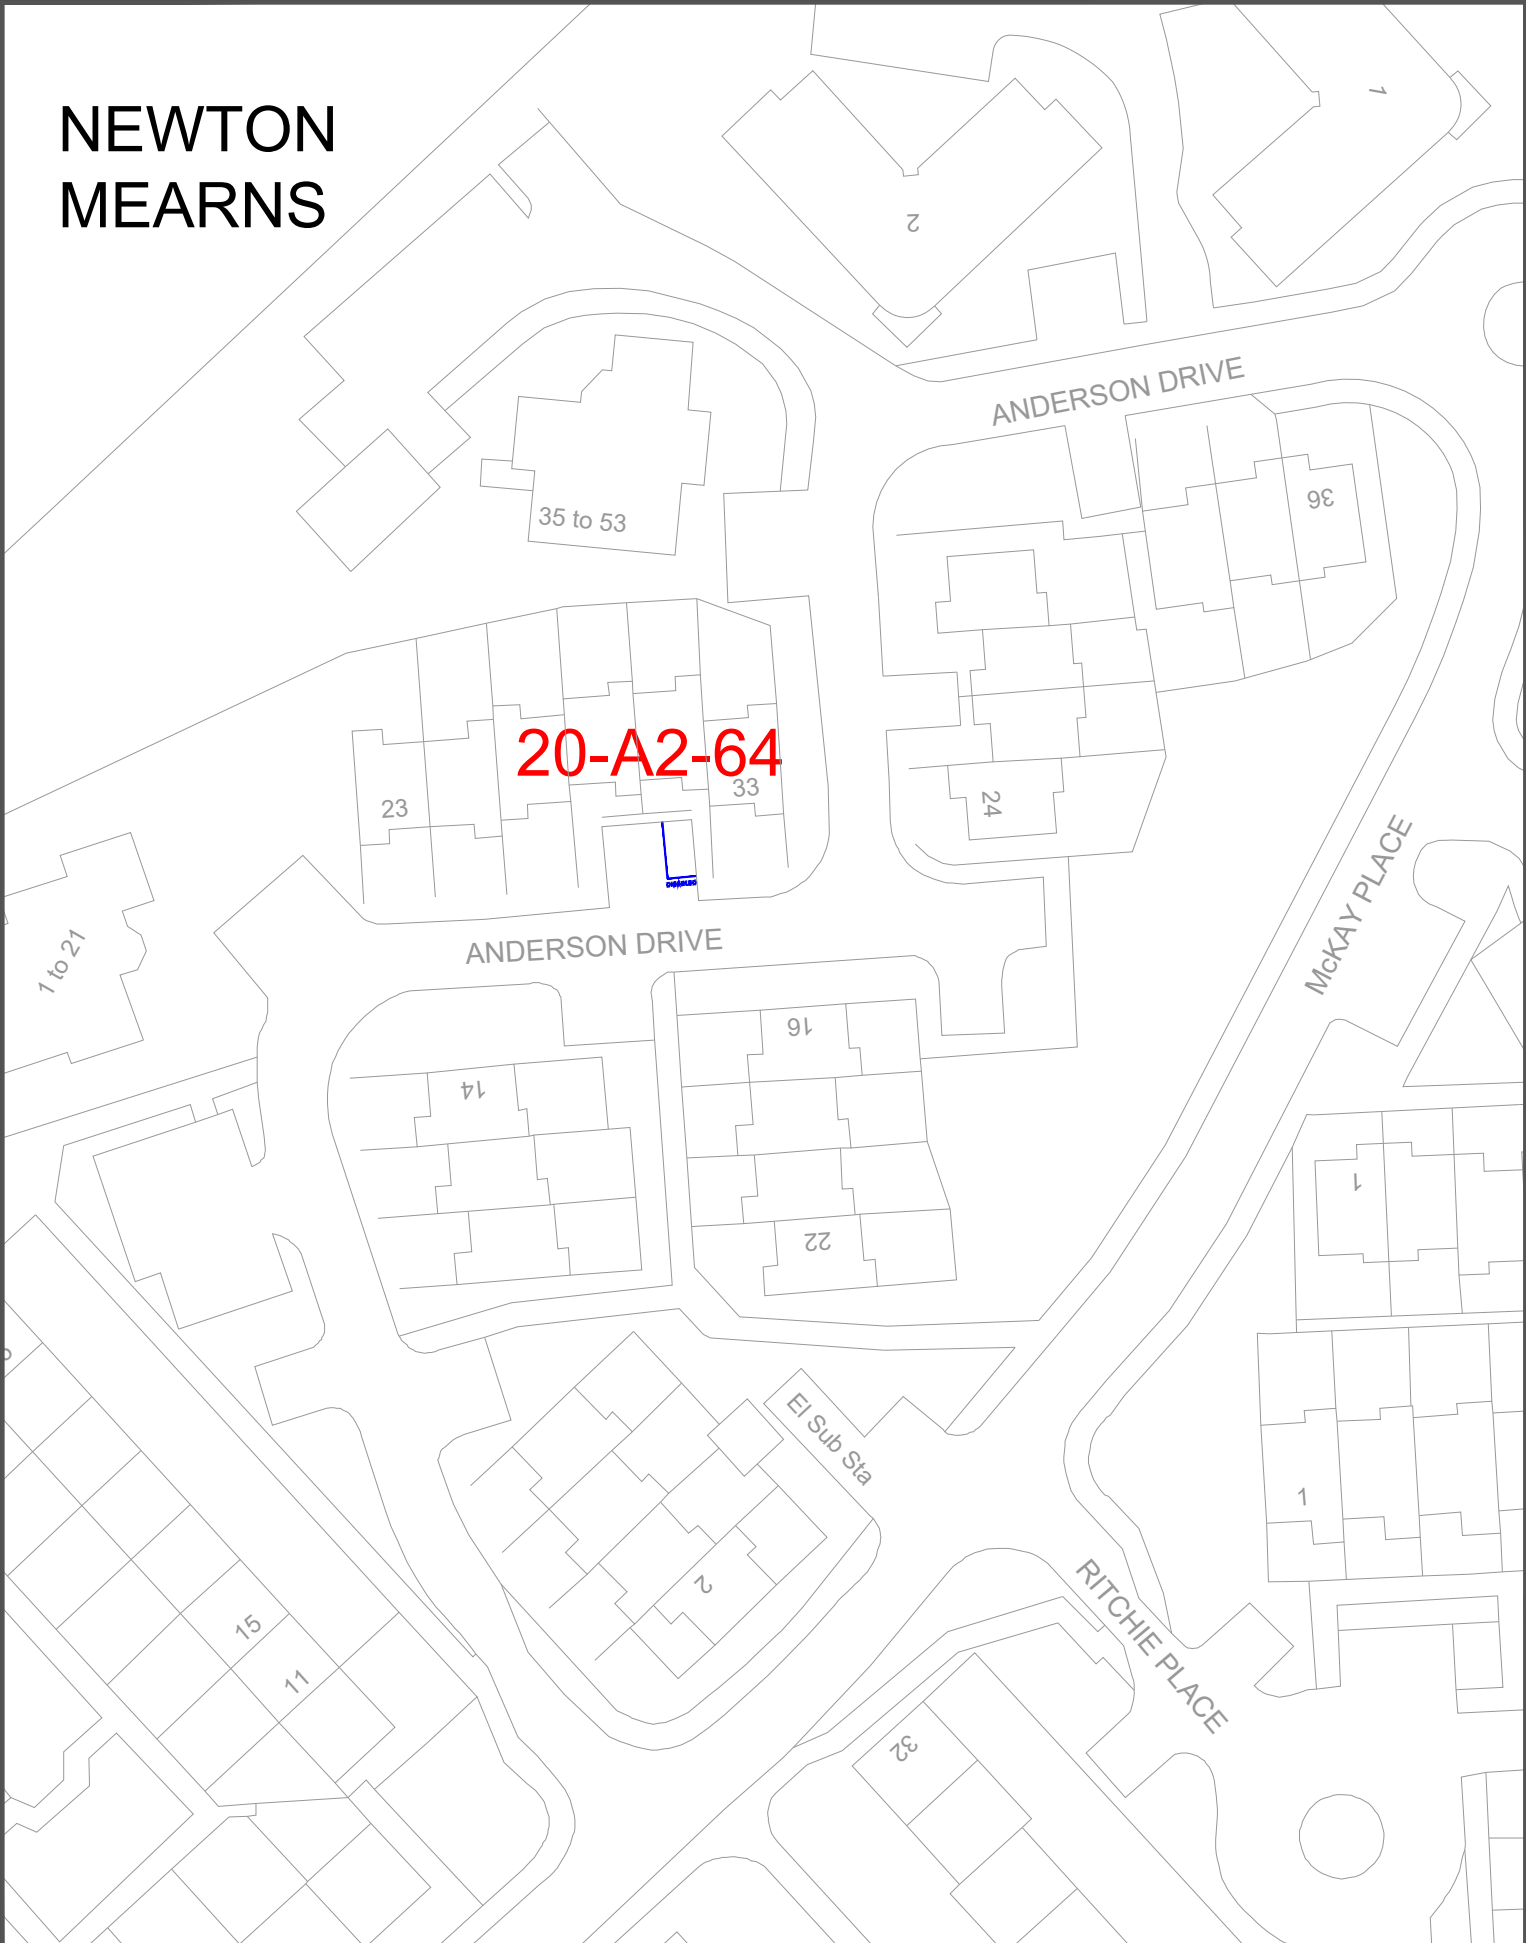 NEWTON
MEARNS
1
2
ANDERSON DRIVE
36
35 to 53
20-A2-64
33
23
24
McKAY PLACE
ANDERSON DRIVE
1 to 21
16
14
1
22
El Sub Sta
1
2
RITCHIE PLACE
15
11
32